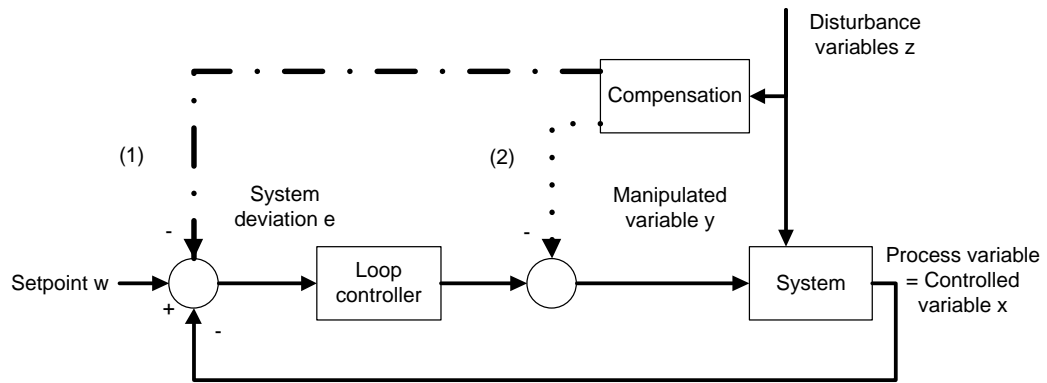 Disturbance
variables z
Compensation
(1)
(2)
System
deviation e
Manipulated
variable y
-
-
Setpoint w
Loop
controller
System
Process variable
= Controlled
variable x
+
-